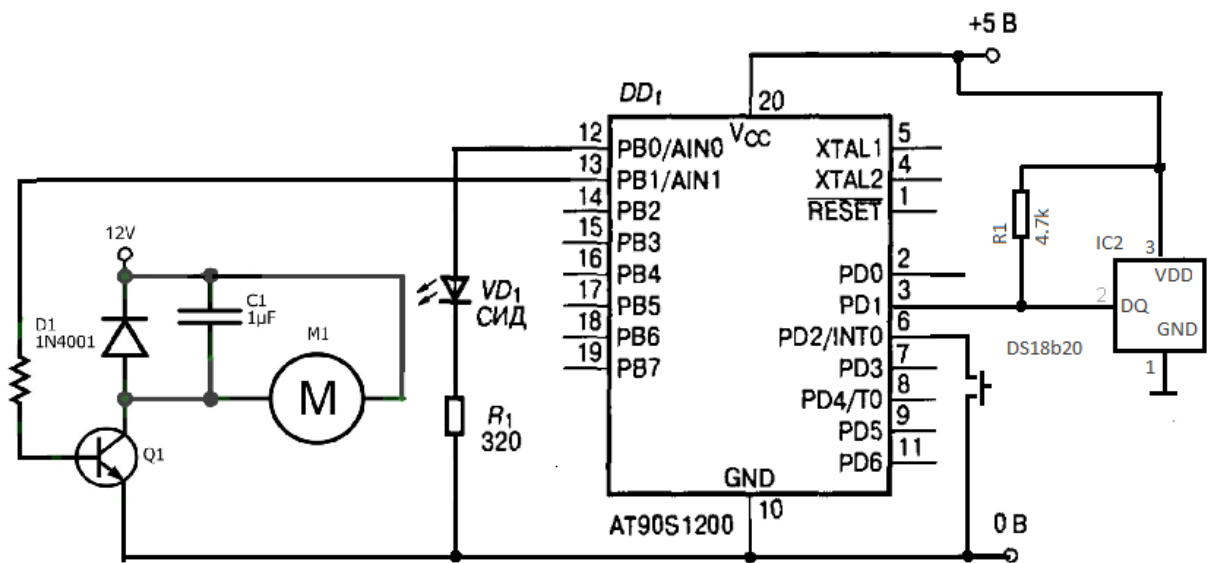 +5 В
DD1
20
VCC
12
PB0/AIN0
13
PB1/AIN1
14
PB2
15
PB3
16
PB4
17
PB5
18
PB6
19
PB7
XTAL1
5
XTAL2
4
RESET
1
PD0
2
PD1
3
PD2/INT0
6
PD3
7
PD4/T0
8
PD5
9
PD6
11
GND
10
AT90S1200
0 В
12V
D1
1N4001
C1
1µF
M1
M
Q1
VD1
СИД
R1
320
R1
4.7k
IC2
3
VDD
2
DQ
GND
1
DS18b20